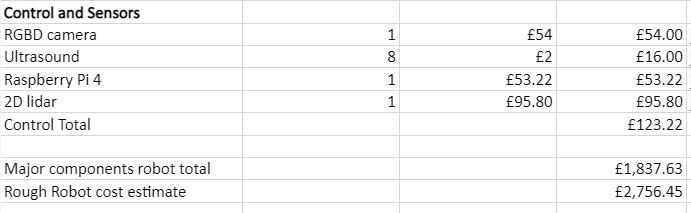 Control and Sensors
RGBD camera 1 £54 £54.00
Ultrasound 8 £2 £16.00
Raspberry Pi 4 1 £53.22 £53.22
2D lidar 1 £95.80 £95.80
Control Total £123.22
Major components robot total £1,837.63
Rough Robot cost estimate £2,756.45